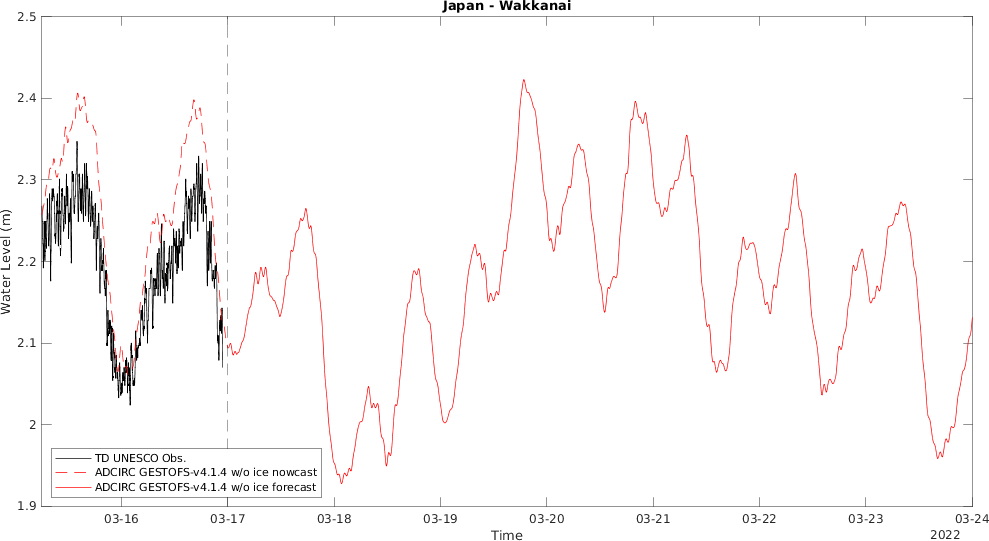 Japan - Wakkanai
2.5
2.4
2.3
2.2
2.1
2
1.9
Water Level (m)
TD UNESCO Obs.
ADCIRC GESTOFS-v4.1.4 w/o ice nowcast
ADCIRC GESTOFS-v4.1.4 w/o ice forecast
03-16 03-17 03-18 03-19 03-20 03-21 03-22 03-23 03-24
Time
2022